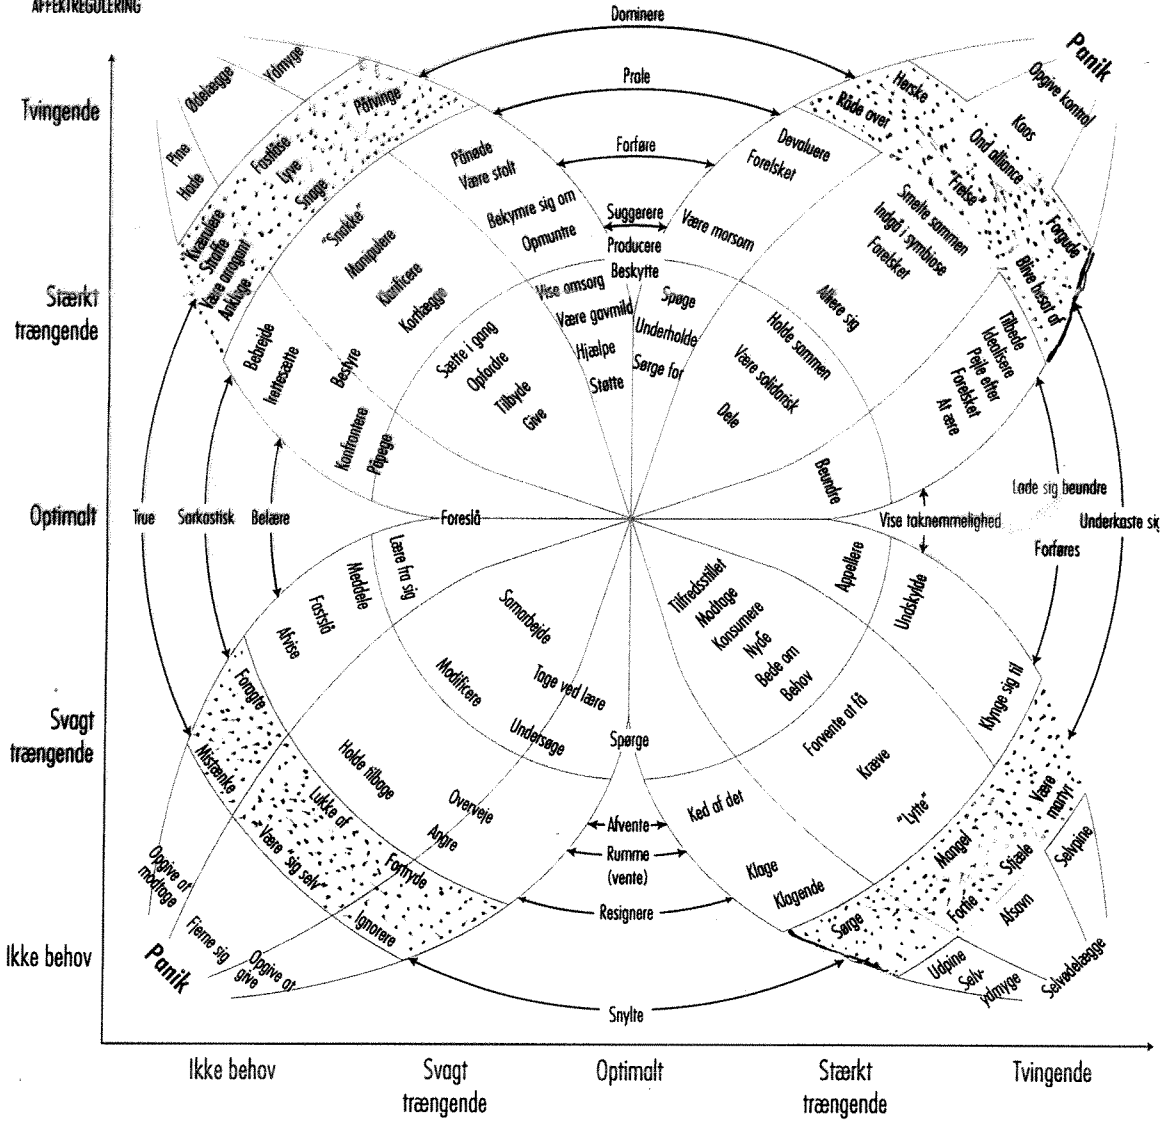 AFFEKTREGULERING
Dominere
Prale
Forføre
Suggerere
Producere
Beskytte
Tvingende
Stærkt
trængende
Optimalt
Svagt
trængende
Ikke behov
Ødelægge
Ydmyge
Pine
Hade
Påtvinge
Fastlåse
Lyve
Snage
Kræmmere
Straffe
Være arrogant
Anklage
Pånøde
Være stolt
Bekymre sig om
Opmuntre
"Snakke"
Manipulere
Klarificere
Kortlægge
Bebrejde
Irettesætte
Bestyre
Konfrontere
Påpege
Sætte i gang
Opfordre
Tilbyde
Give
Vise omsorg
Være gavmild
Hjælpe
Støtte
Spøge
Underholde
Sørge for
Panik
Opgive kontrol
Kaos
Herske
Råde over
Ond alliance
"Frelse"
Forgude
Blive besat af
Devaluere
Forelsket
Være morsom
Smelte sammen
Indgå i symbiose
Forelsket
Alliere sig
Holde sammen
Være solidarisk
Dele
Tilbede
Idealisere
Pejle efter
Forelsket
At ære
Beundre
True
Sarkastisk
Belære
Foreslå
Vise taknemmelighed
Lade sig beundre
Forføres
Underkaste sig
Lære fra sig
Meddele
Fastslå
Afvise
Samarbejde
Tage ved lære
Modificere
Undersøge
Spørge
Foragte
Mistænke
Holde tilbage
Lukke af
Være "sig selv"
Overveje
Angre
Fortryde
Ignorere
Opgive at
modtage
Fjerne sig
Opgive at
give
Panik
Appellere
Undskylde
Tilfredsstillet
Modtage
Konsumere
Nyde
Bede om
Behov
Forvente at få
Kræve
"Lytte"
Klynge sig til
Ked af det
Klage
Klagende
Sørge
Mangel
Være
martyr
Stjæle
Fortie
Afsavn
Selvpine
Udpine
Selv-
ydmyge
Selvødelægge
Afvente
Rumme
(vente)
Resignere
Snylte
Ikke behov
Svagt
trængende
Optimalt
Stærkt
trængende
Tvingende